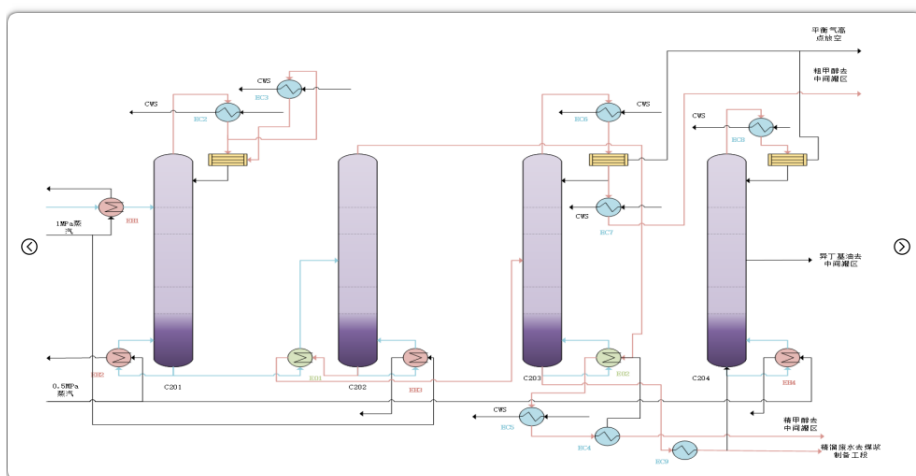 平衡气高
点放空
粗甲醇去
中间罐区
CWS
EC3
CWS
EC2
CWS
EC6
CWS
EC8
CWS
EC7
EH1
1MPa蒸
汽
异丁基油去
中间罐区
EH2
C201
EU1
C202
EH3
C203
EU2
C204
EH4
0.5MPa
蒸汽
CWS
EC5
EC4
精甲醇去
中间罐区
EC9
精馏废水去煤浆
制备工段